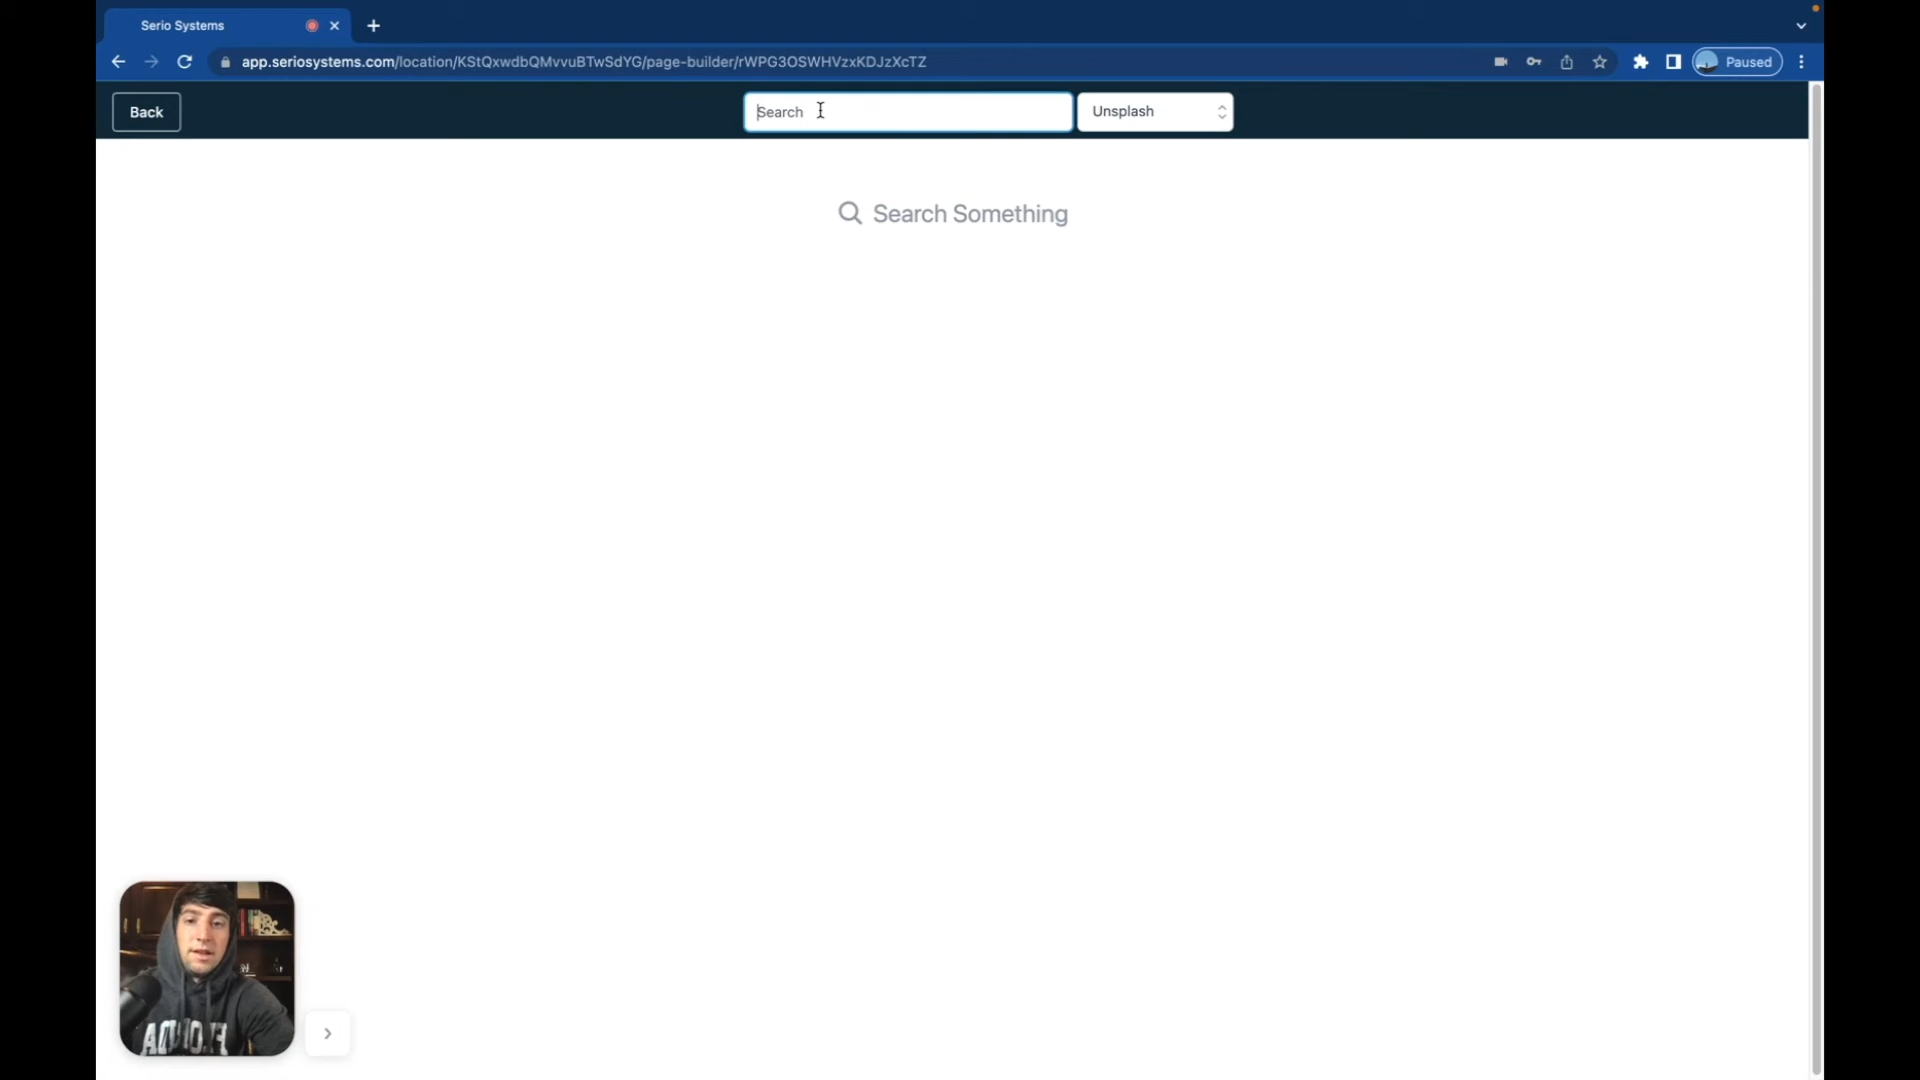 Serio Systems
app.seriosystems.com/location/KStQxwdbQMvvuBTwSdYG/page-builder/rWPG3OSWHVzxKDJzXcTZ
Paused
Back
Search
Unsplash
Search Something